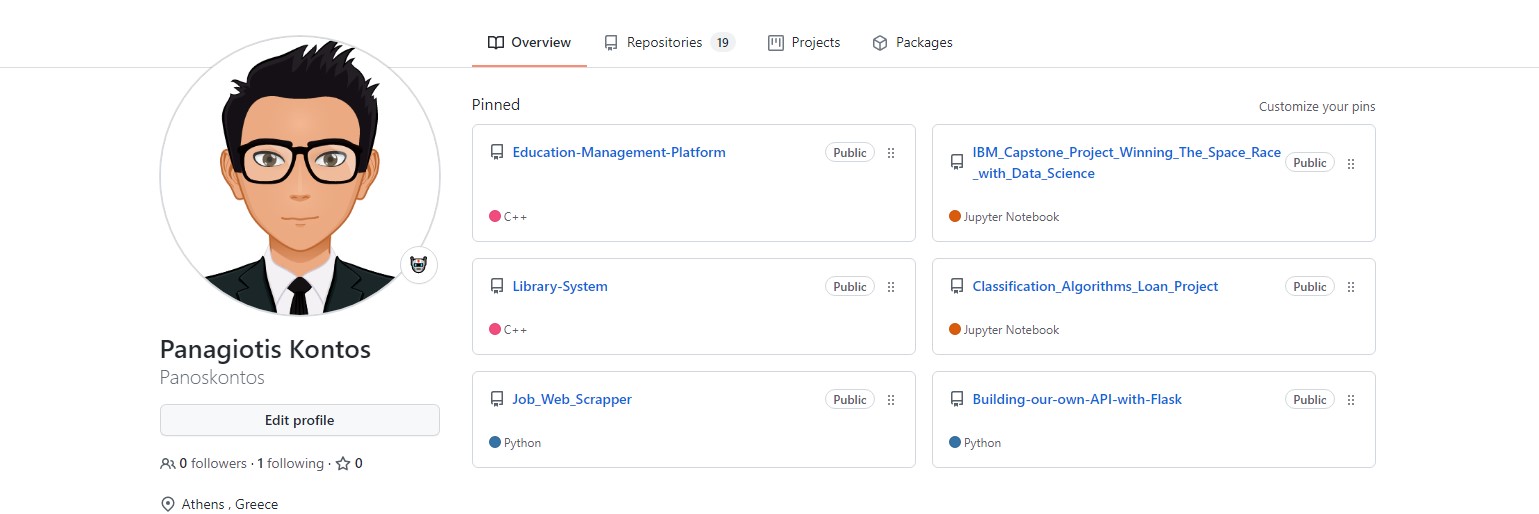 Overview Repositories 19 Projects Packages
Pinned
Customize your pins
Education-Management-Platform Public
C++
IBM_Capstone_Project_Winning_The_Space_Race
_with_Data_Science Public
Jupyter Notebook
Library-System Public
C++
Classification_Algorithms_Loan_Project Public
Jupyter Notebook
Job_Web_Scrapper Public
Python
Building-our-own-API-with-Flask Public
Python
Panagiotis Kontos
Panoskontos
Edit profile
0 followers · 1 following · 0
Athens , Greece